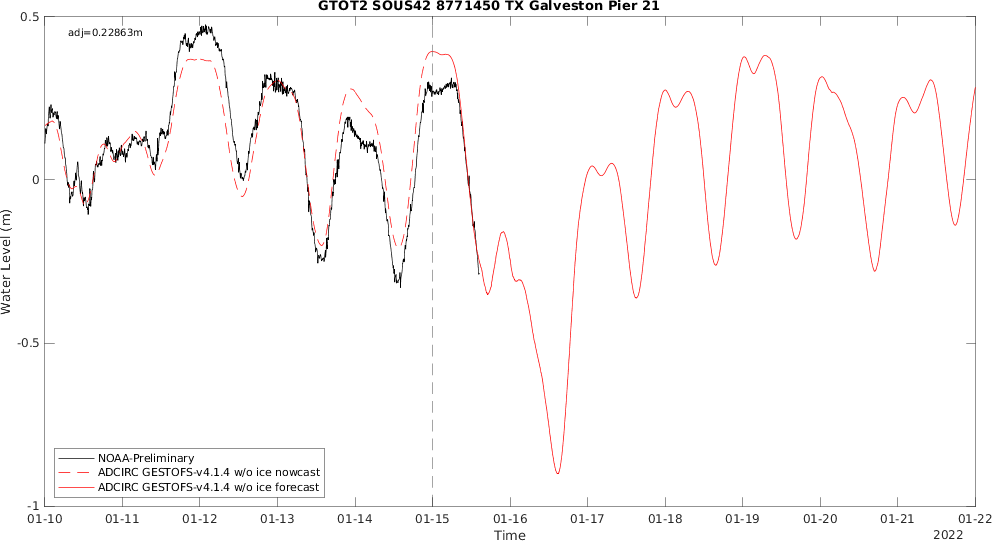 GTOT2 SOUS42 8771450 TX Galveston Pier 21
adj=0.22863m
0.5
0
-0.5
-1
Water Level (m)
NOAA-Preliminary
ADCIRC GESTOFS-v4.1.4 w/o ice nowcast
ADCIRC GESTOFS-v4.1.4 w/o ice forecast
01-10 01-11 01-12 01-13 01-14 01-15 01-16 01-17 01-18 01-19 01-20 01-21 01-22
Time
2022